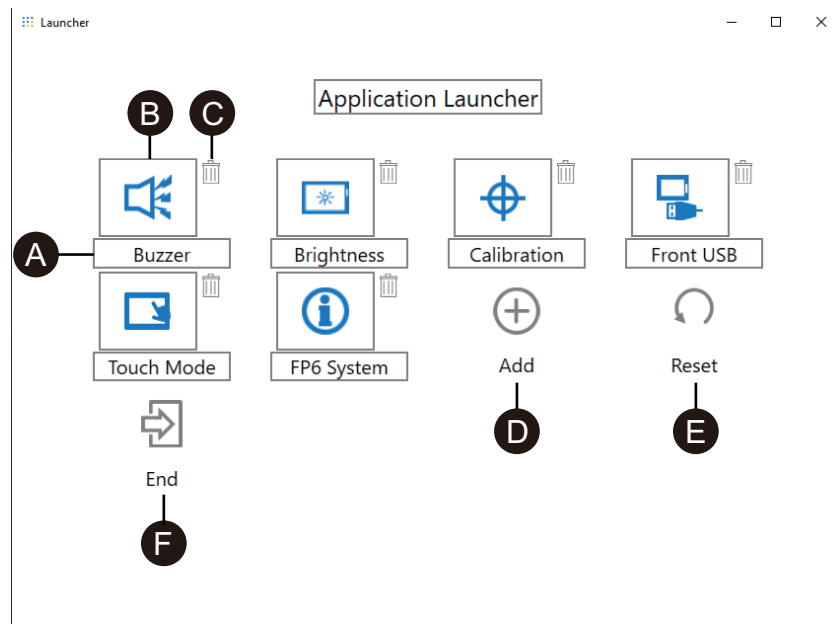 Launcher
Application Launcher
B C
A
Buzzer Brightness Calibration Front USB
Touch Mode FP6 System Add Reset
D E
End
F